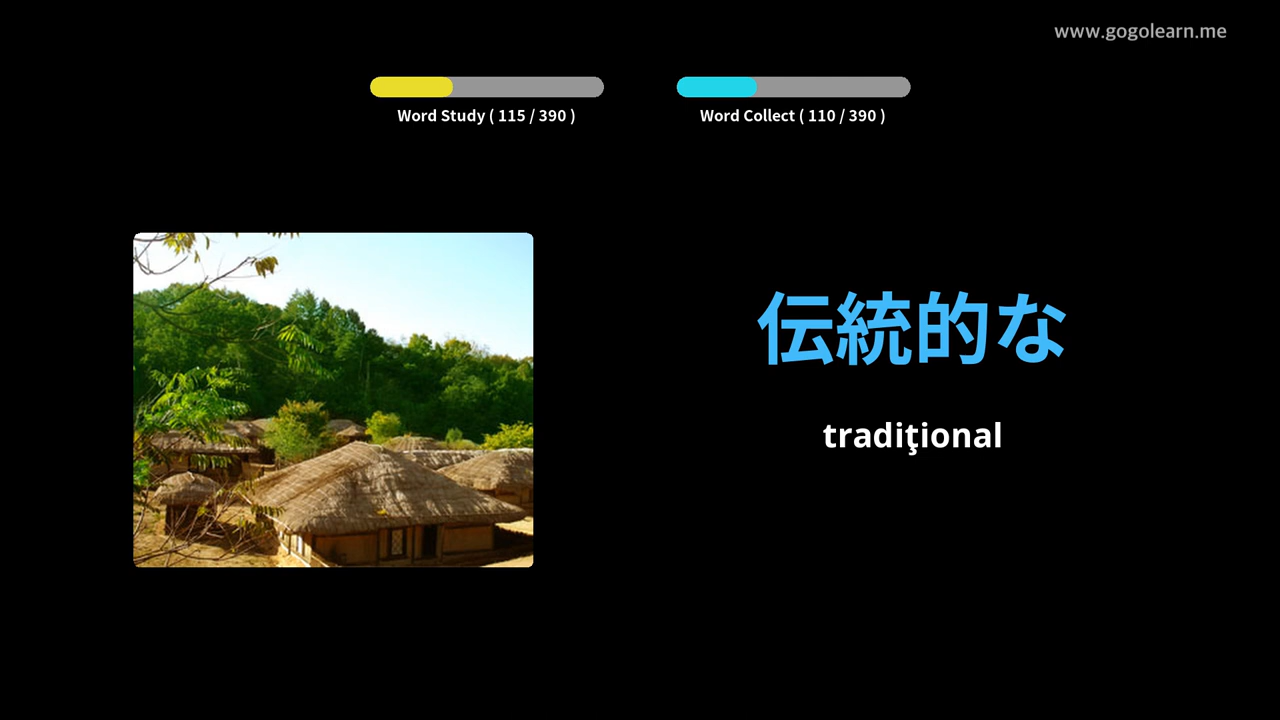 www.gogolearn.me
Word Study ( 115 / 390 )
Word Collect ( 110 / 390 )
伝統的な
tradiţional